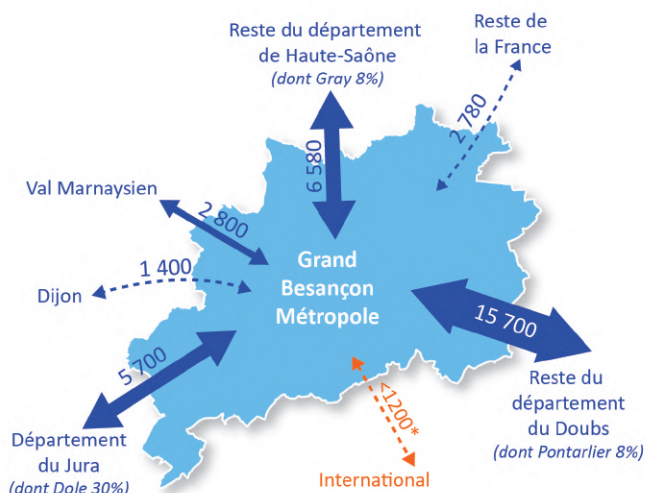 Reste du département
de Haute-Saône
(dont Gray 8%)
Reste de
la France
2 780
6 580
Val Marnaysien
2 800
1 400
Dijon
Grand
Besançon
Métropole
15 700
5 700
<1200*
Reste du
département
du Doubs
(dont Pontarlier 8%)
Département
du Jura
(dont Dole 30%)
International